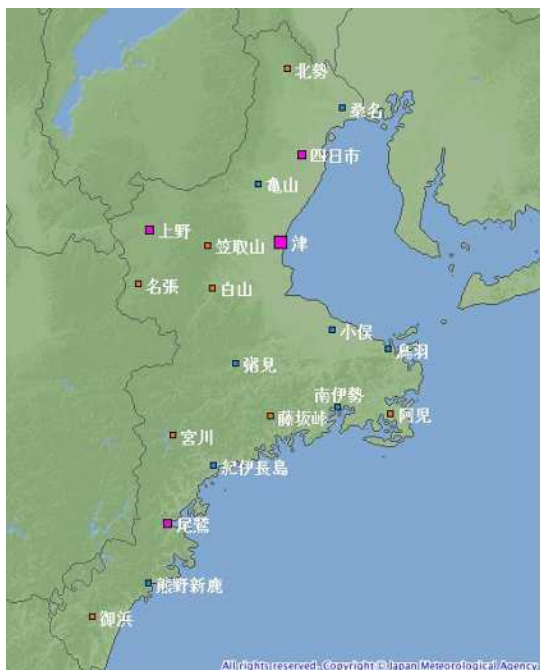 北勢
桑名
四日市
亀山
上野
津
笠取山
名張
白山
小俣
鳥羽
粥見
南伊勢
藤坂峠
阿児
宮川
紀伊長島
尾鷲
熊野新鹿
御浜
All rights reserved. Copyright © Japan Meteorological Agency